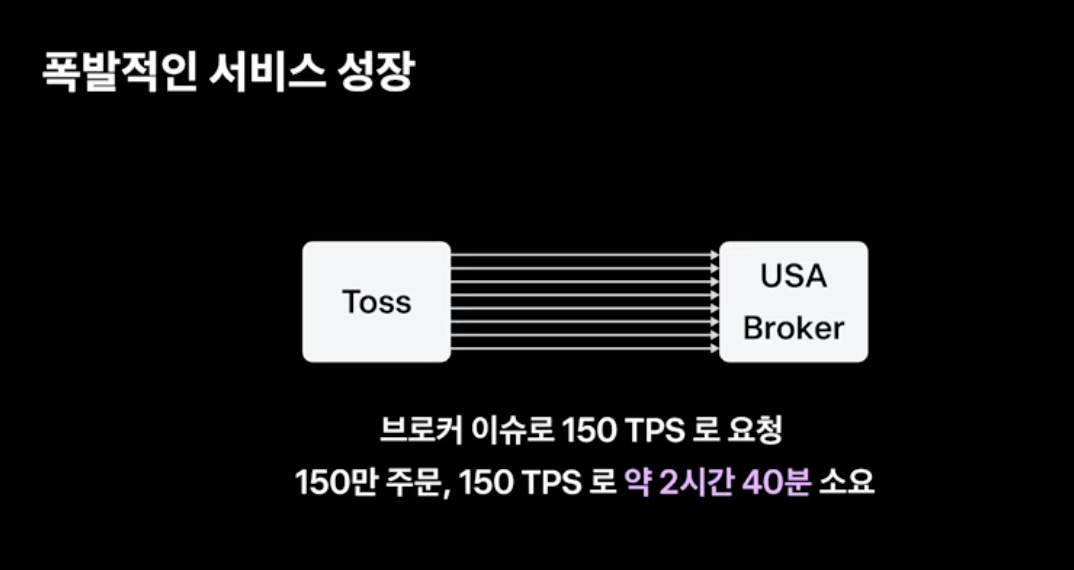 폭발적인 서비스 성장
Toss
USA
Broker
브로커 이슈로 150 TPS 로 요청
150만 주문, 150 TPS 로 약 2시간 40분 소요